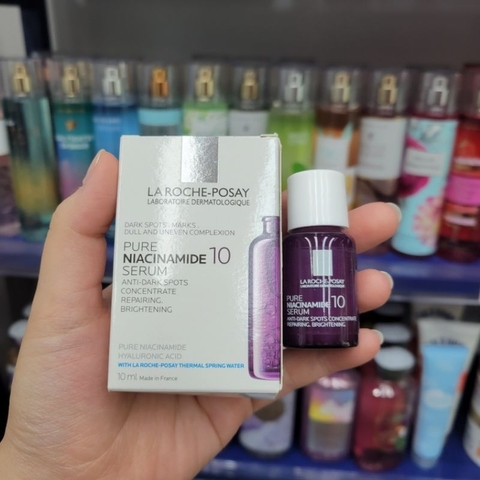 LA ROCHE-POSAY
LABORATOIRE DERMATOLOGIQUE
DARK SPOTS, MARKS,
DULL AND UNEVEN COMPLEXION
PURE
NIACINAMIDE 10
SERUM
ANTI-DARK SPOTS
CONCENTRATE
REPAIRING.
BRIGHTENING.
PURE NIACINAMIDE
HYALURONIC ACID
WITH LA ROCHE-POSAY THERMAL SPRING WATER
10 ml Made in France
LA ROCHE-POSAY
LABORATOIRE DERMATOLOGIQUE
PURE
NIACINAMIDE 10
SERUM
ANTI-DARK SPOTS CONCENTRATE
REPAIRING. BRIGHTENING.